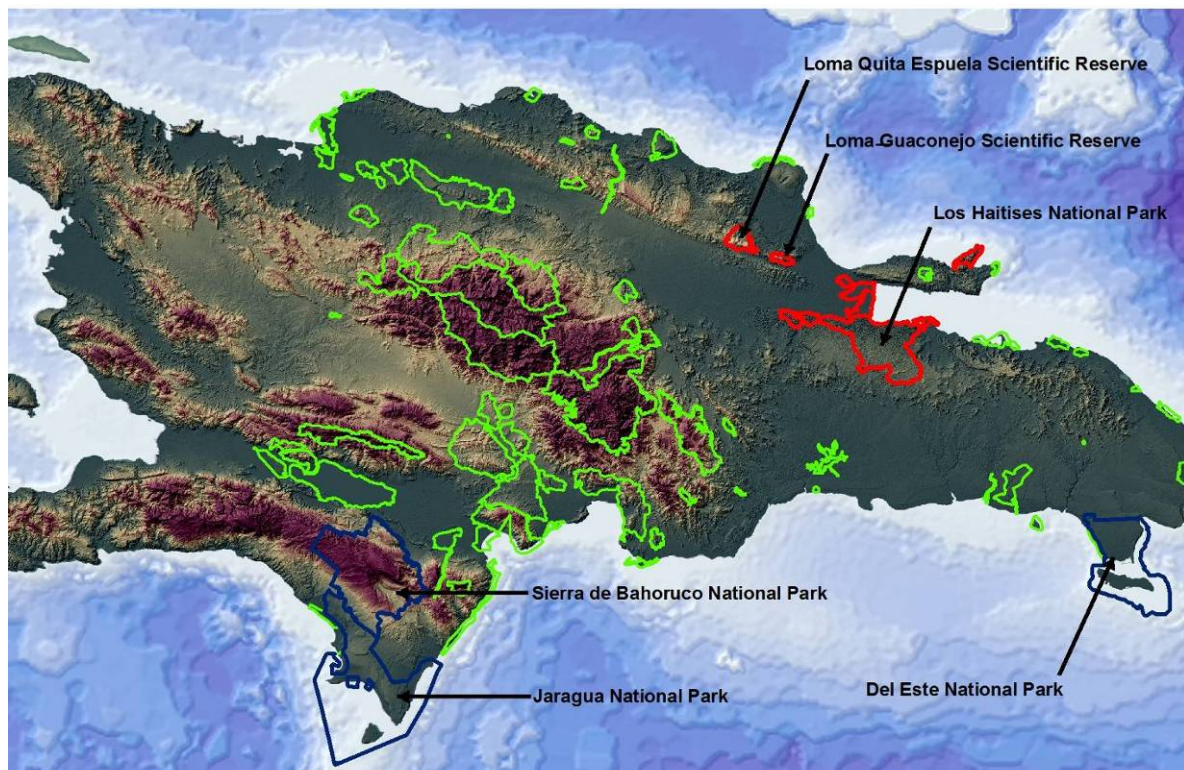 Loma Quita Espuela Scientific Reserve
Loma Guaconejo Scientific Reserve
Los Haitises National Park
Sierra de Bahoruco National Park
Jaragua National Park
Del Este National Park